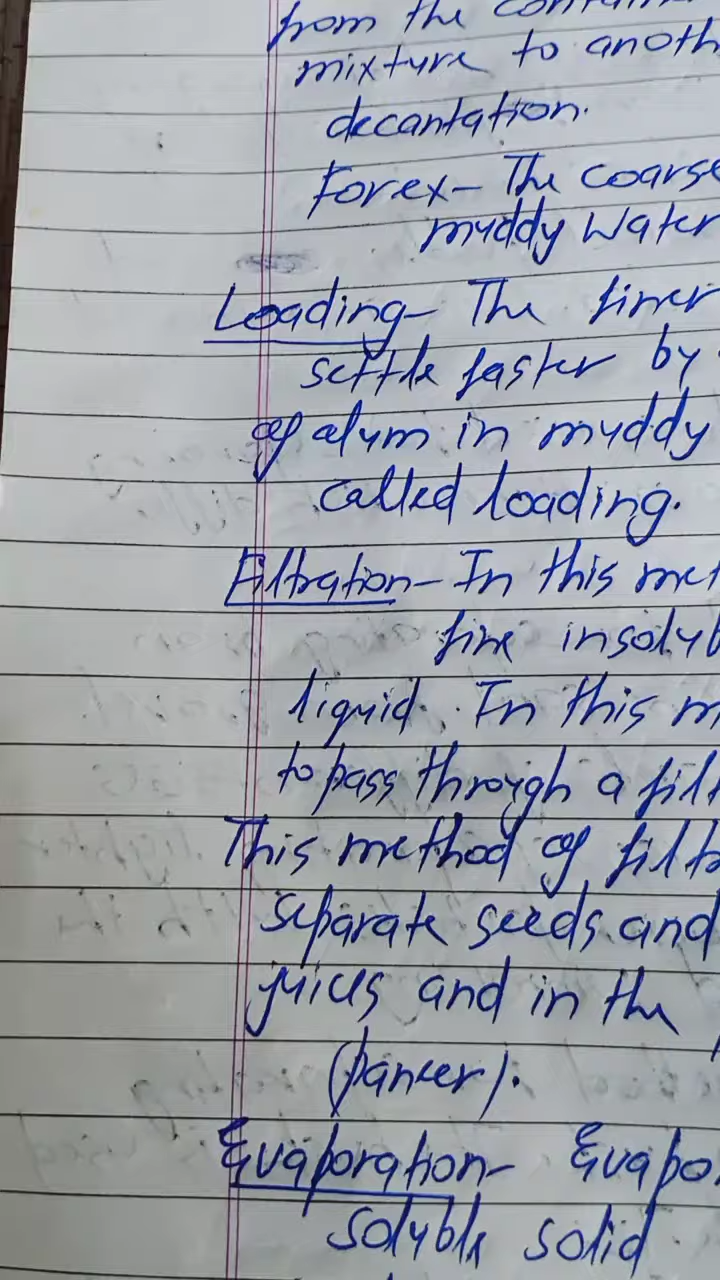 from the
mixture to anoth
decantation.
Forex- The coarse
muddy Water
Loading- The finer
settle faster by
of alum in muddy
called loading.
Filtration- In this met
fine insolub
liquid. In this m
to pass through a filt
This method of filt
separate seeds and
juices and in the
(paneer).
Evaporation- Evapo
soluble solid